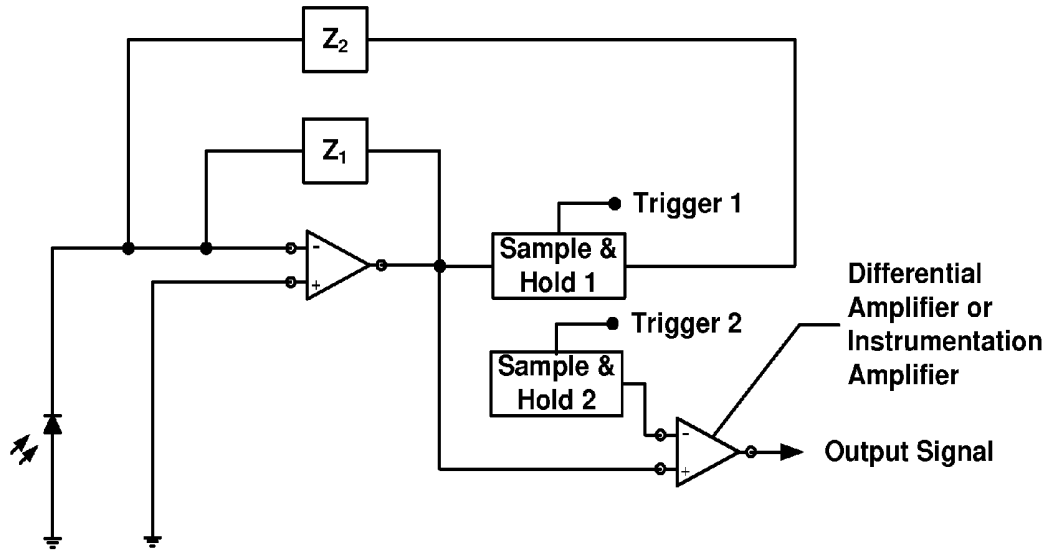 Z2
Z1
Trigger 1
Sample &
Hold 1
Differential
Amplifier or
Instrumentation
Amplifier
Trigger 2
Sample &
Hold 2
-
+
-
+
Output Signal